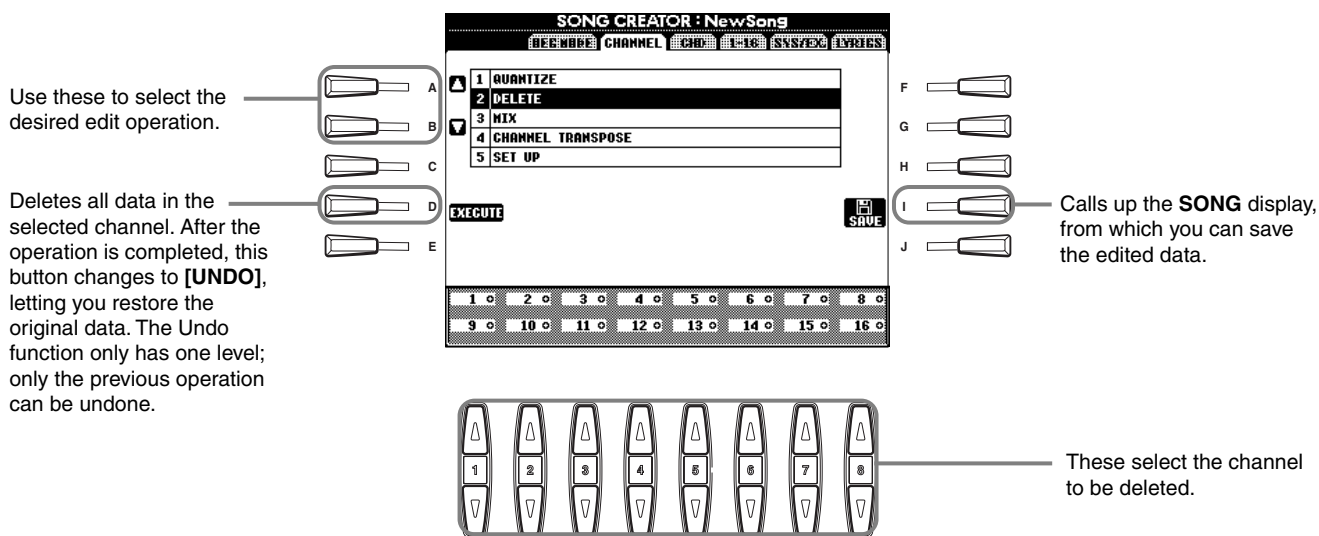 SONG CREATOR : NewSong
REC MODE CHANNEL CHD 1-16 SYS/EX. LYRICS
Use these to select the
desired edit operation.
A
B
C
D
E
1 QUANTIZE
2 DELETE
3 MIX
4 CHANNEL TRANSPOSE
5 SET UP
F
G
H
I
J
Deletes all data in the
selected channel. After the
operation is completed, this
button changes to [UNDO],
letting you restore the
original data. The Undo
function only has one level;
only the previous operation
can be undone.
EXECUTE
SAVE
Calls up the SONG display,
from which you can save
the edited data.
1 2 3 4 5 6 7 8
9 10 11 12 13 14 15 16
1 2 3 4 5 6 7 8
These select the channel
to be deleted.